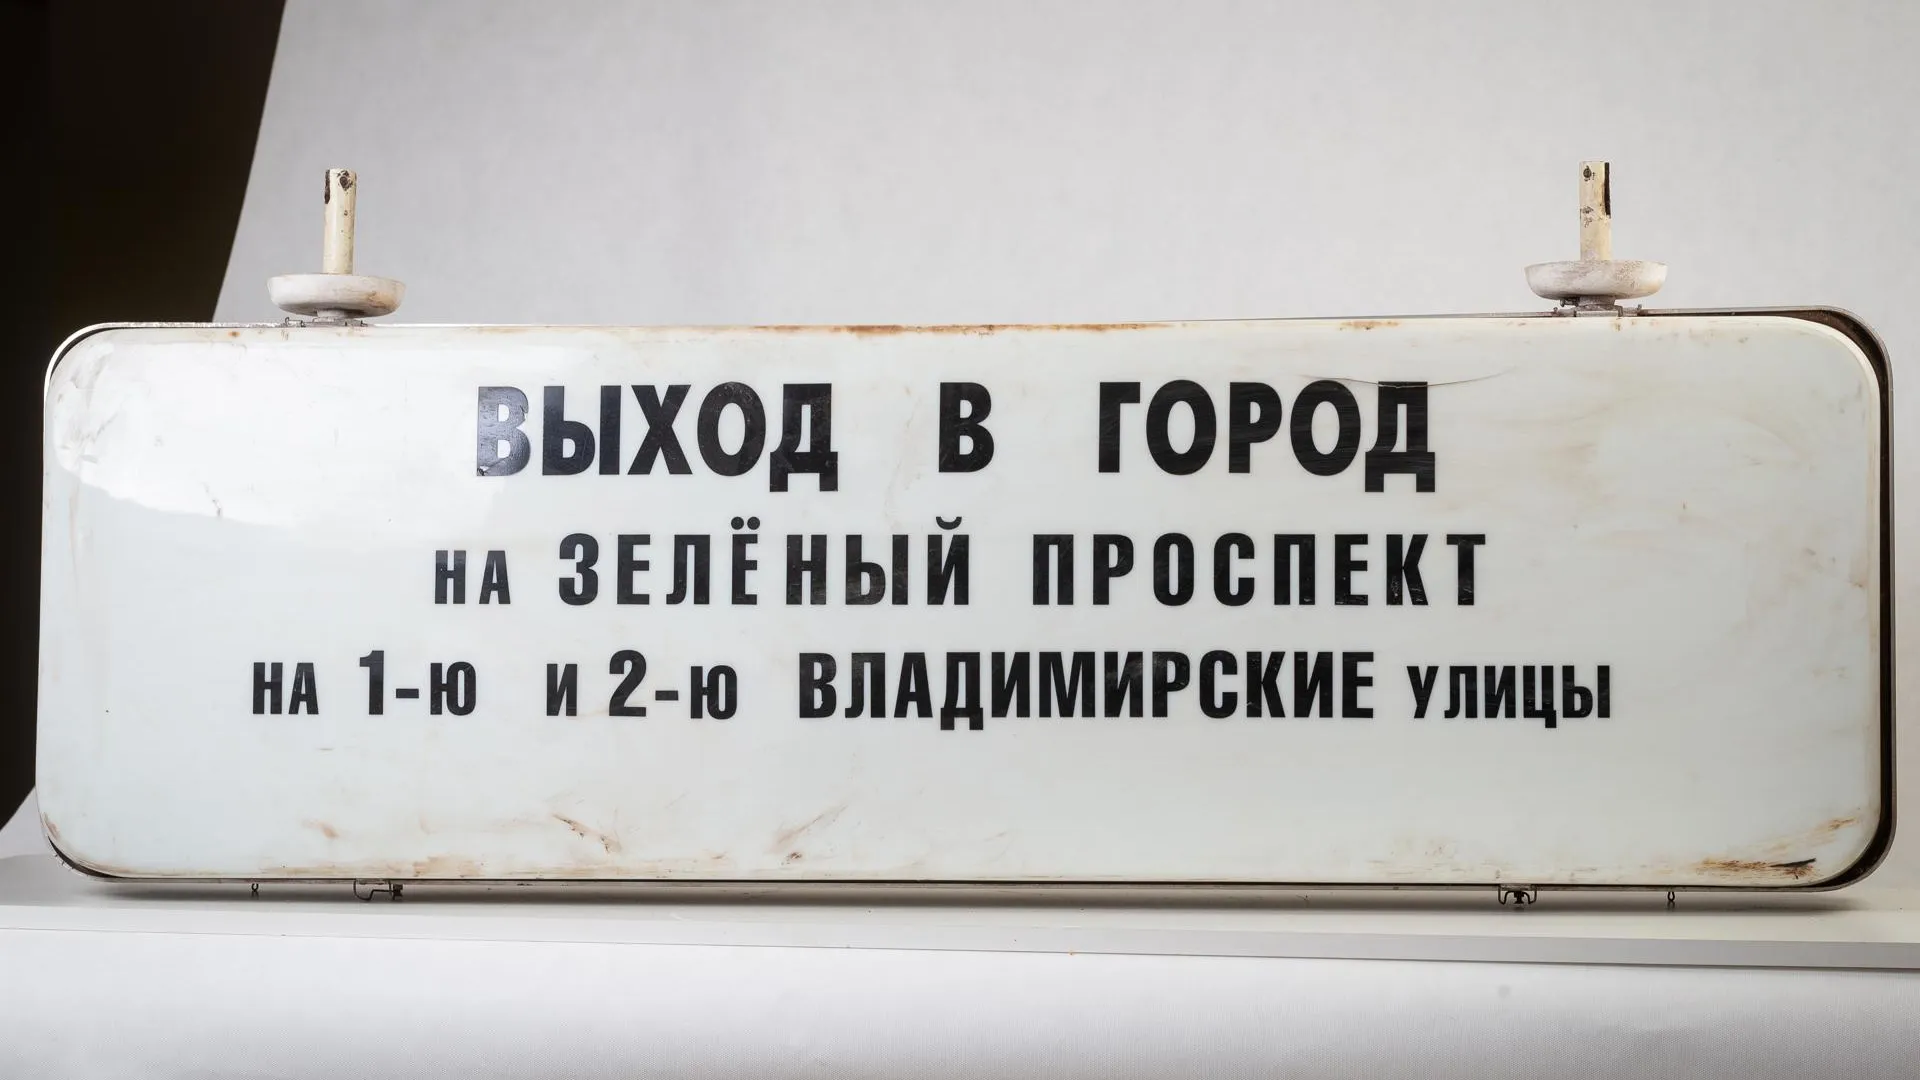 ВЫХОД В ГОРОД
НА ЗЕЛЁНЫЙ ПРОСПЕКТ
НА 1-Ю И 2-Ю ВЛАДИМИРСКИЕ УЛИЦЫ